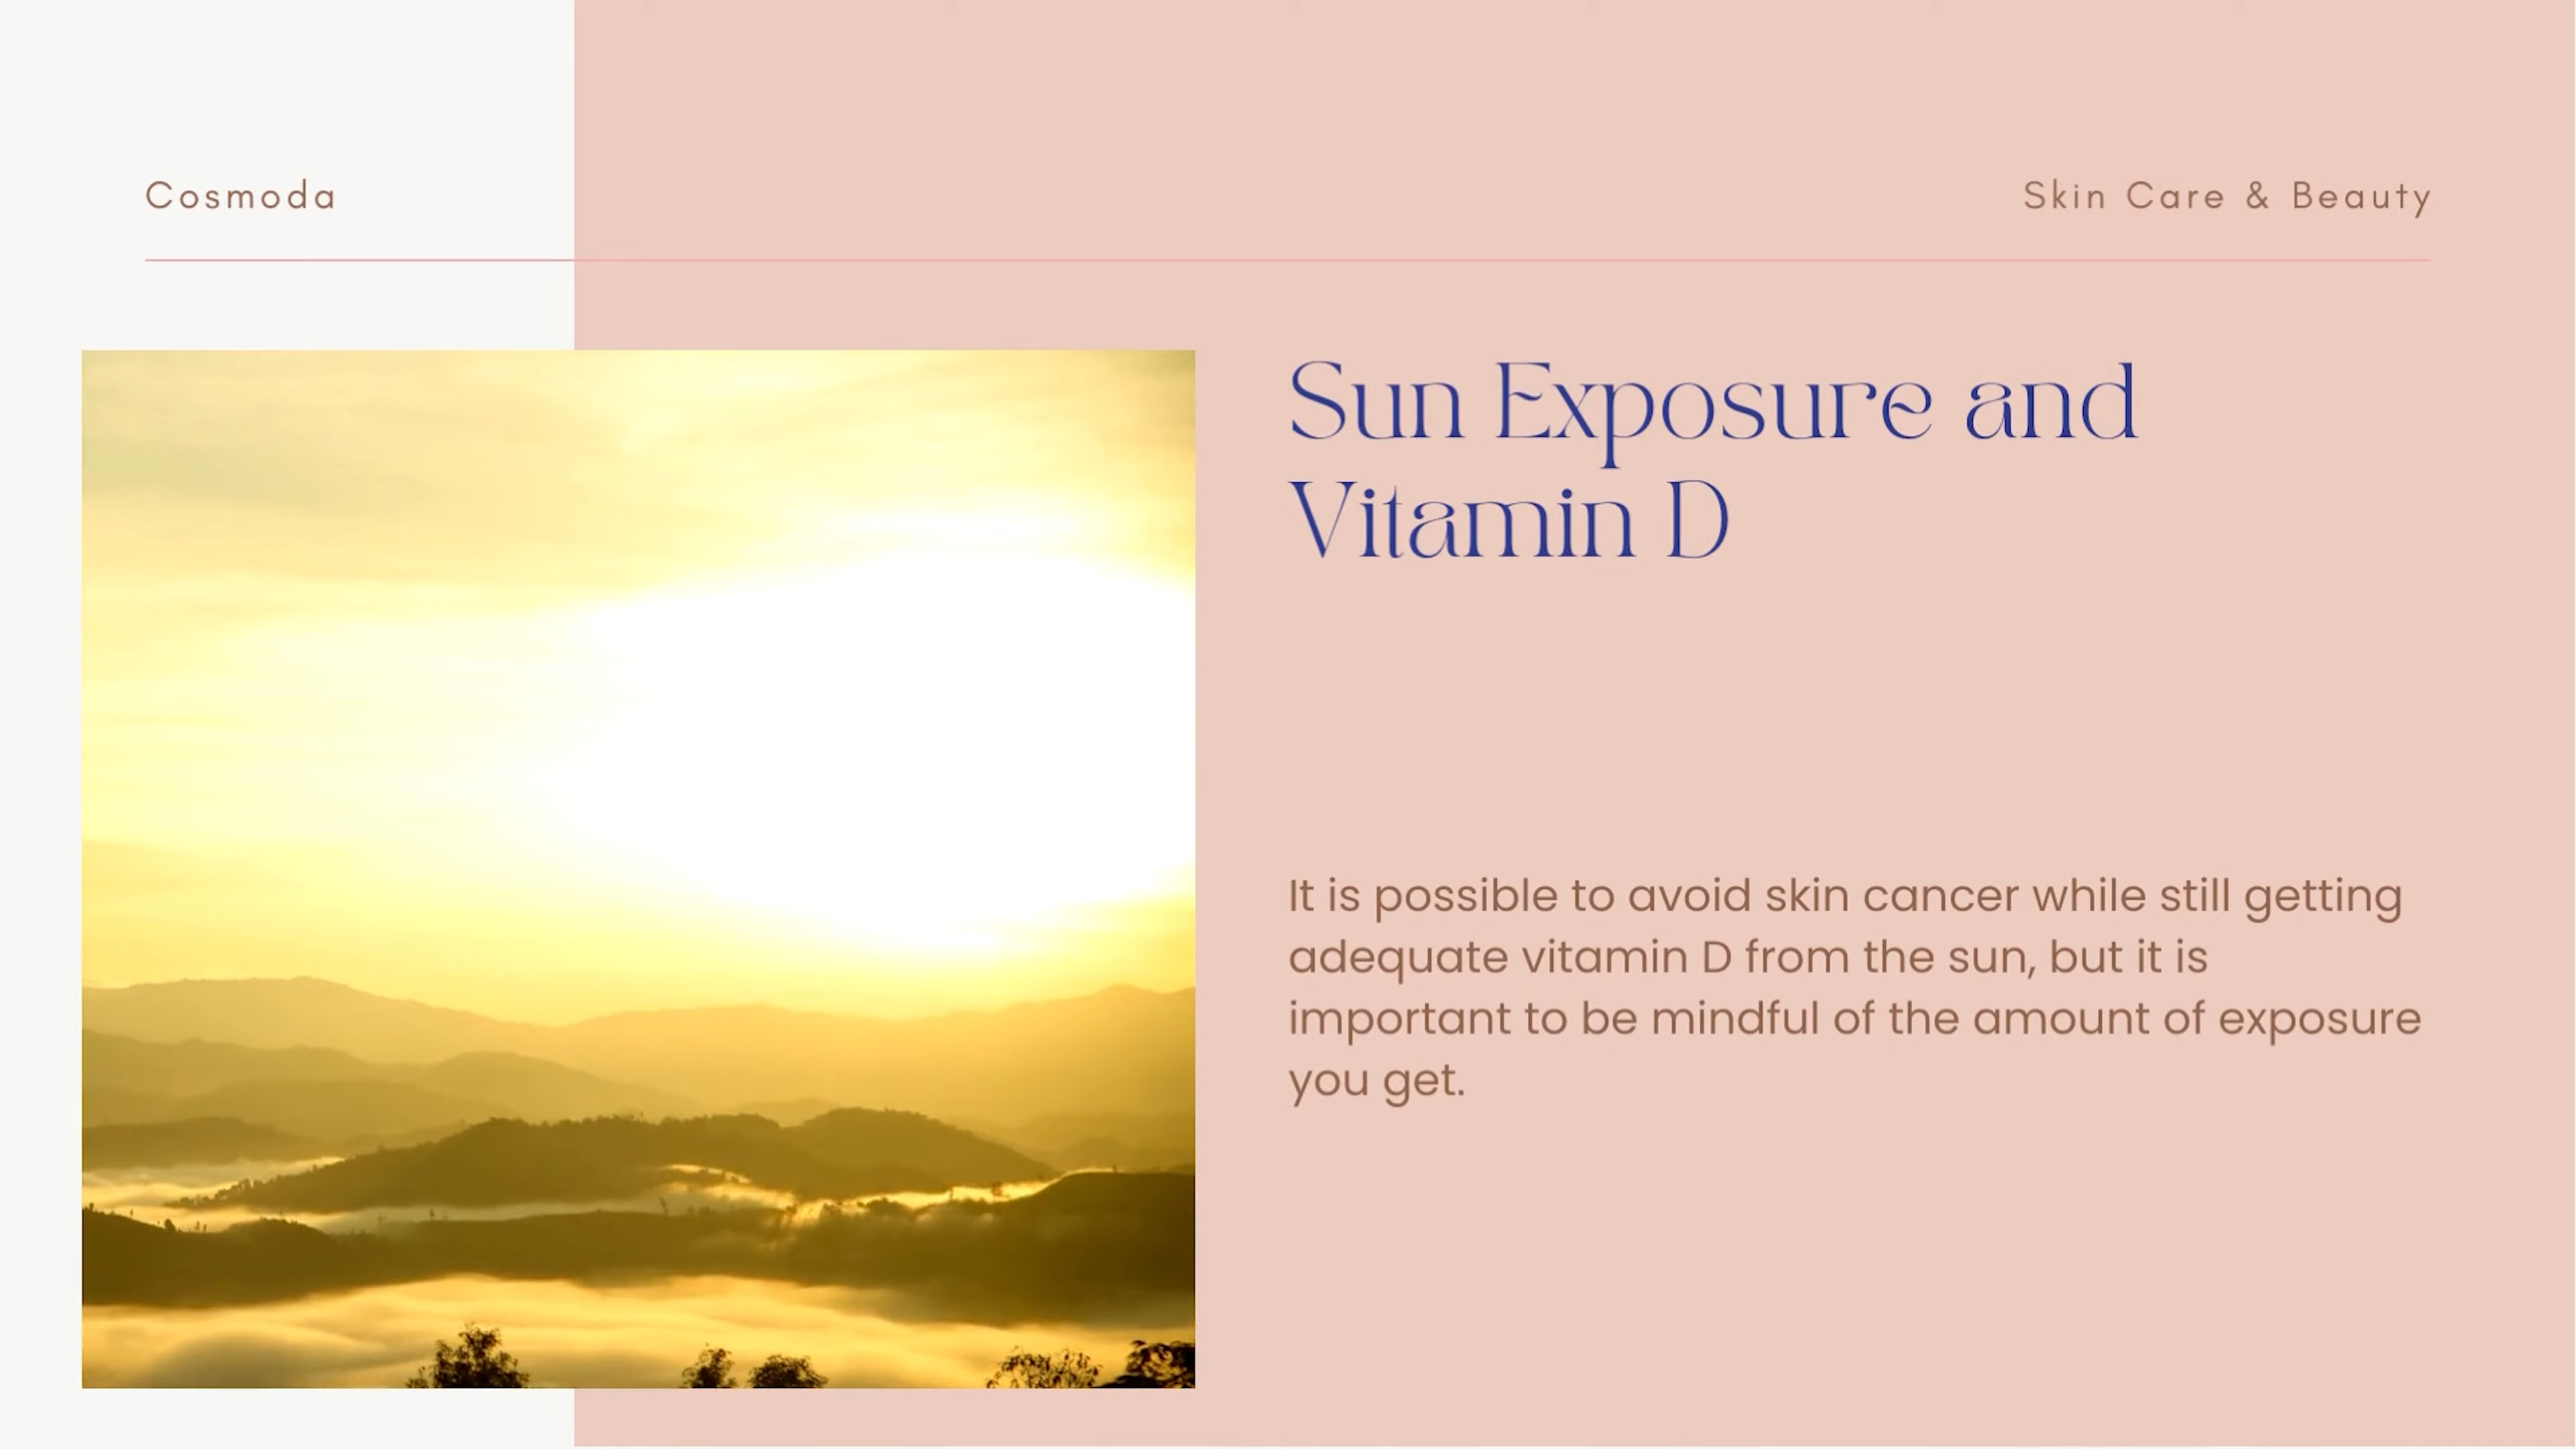 Cosmoda
Skin Care & Beauty
Sun Exposure and
Vitamin D
It is possible to avoid skin cancer while still getting
adequate vitamin D from the sun, but it is
important to be mindful of the amount of exposure
you get.